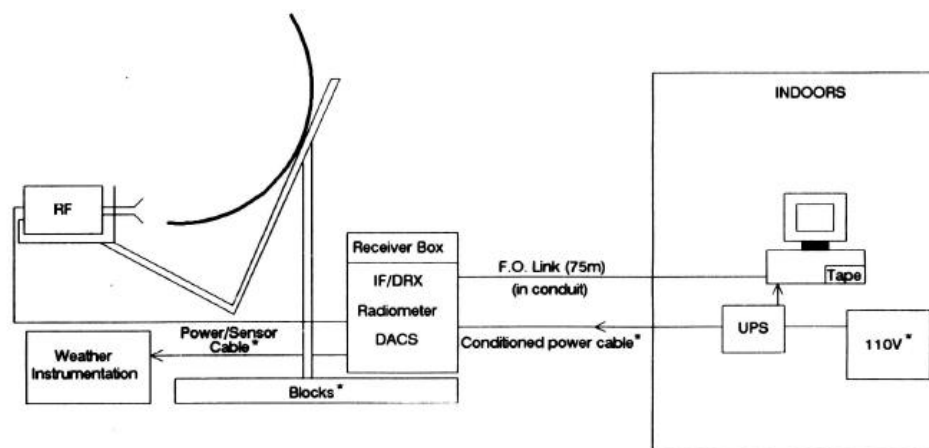 INDOORS
RF
Receiver Box
IF/DRX
Radiometer
DACS
F.O. Link (75m)
(in conduit)
Tape
Power/Sensor
Cable*
Conditioned power cable*
UPS
110V*
Weather
Instrumentation
Blocks*